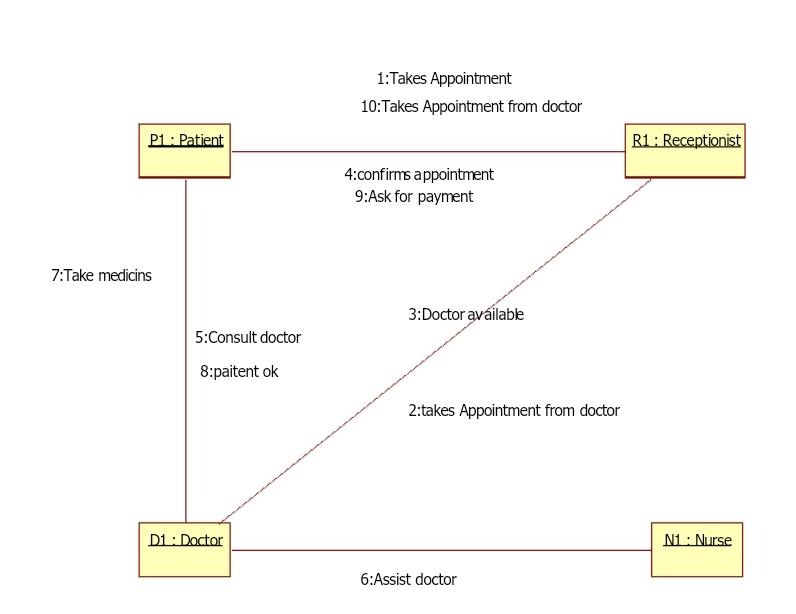 1:Takes Appointment
10:Takes Appointment from doctor
P1 : Patient
R1 : Receptionist
4:confirms appointment
9:Ask for payment
7:Take medicins
3:Doctor available
5:Consult doctor
8:paitent ok
2:takes Appointment from doctor
D1 : Doctor
N1 : Nurse
6:Assist doctor